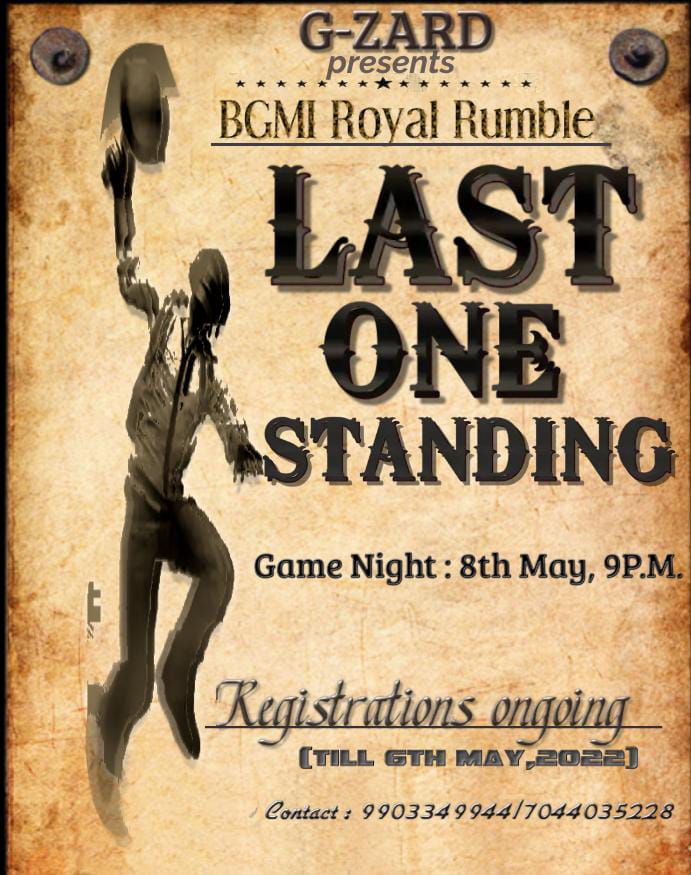 G-ZARD
presents
BGMI Royal Rumble
LAST
ONE
STANDING
Game Night : 8th May, 9P.M.
Registrations ongoing
(TILL 6TH MAY,2022)
Contact : 9903349944/7044035228